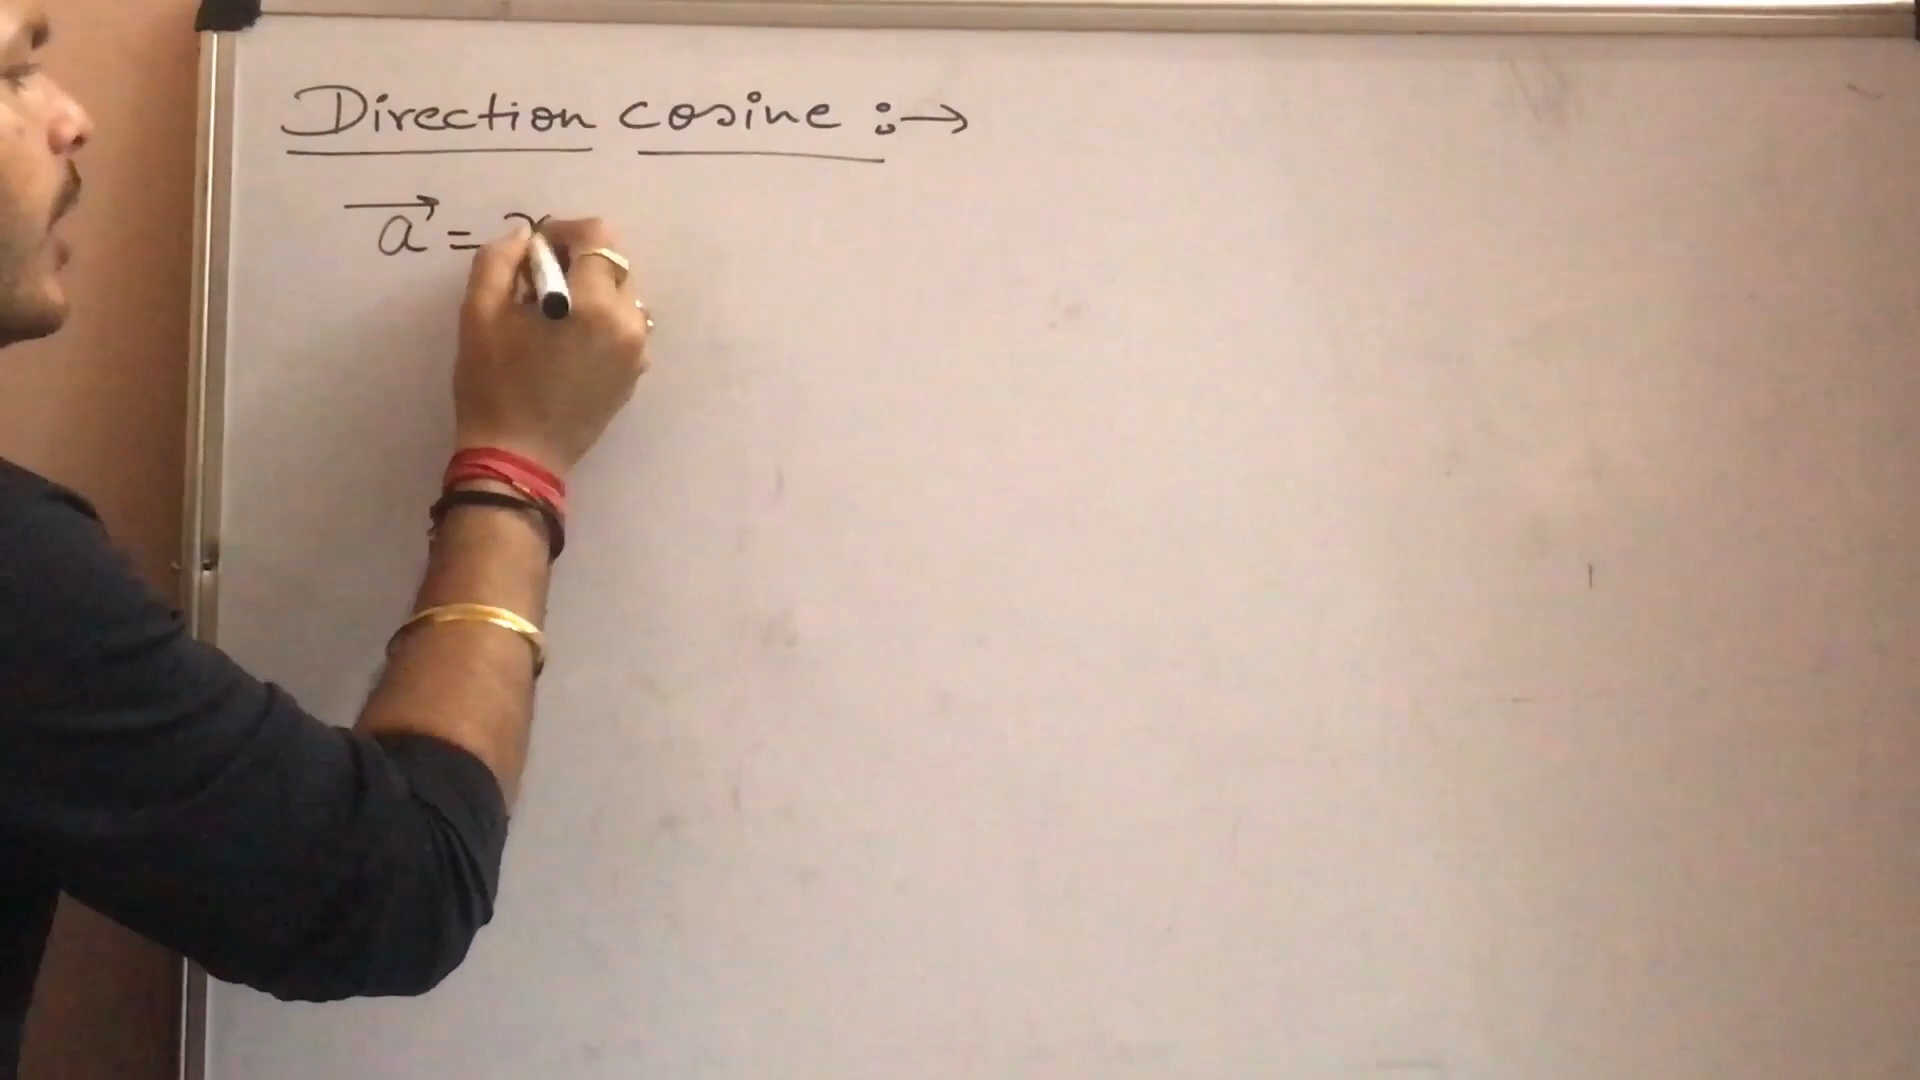 Direction cosine :→
→a = x